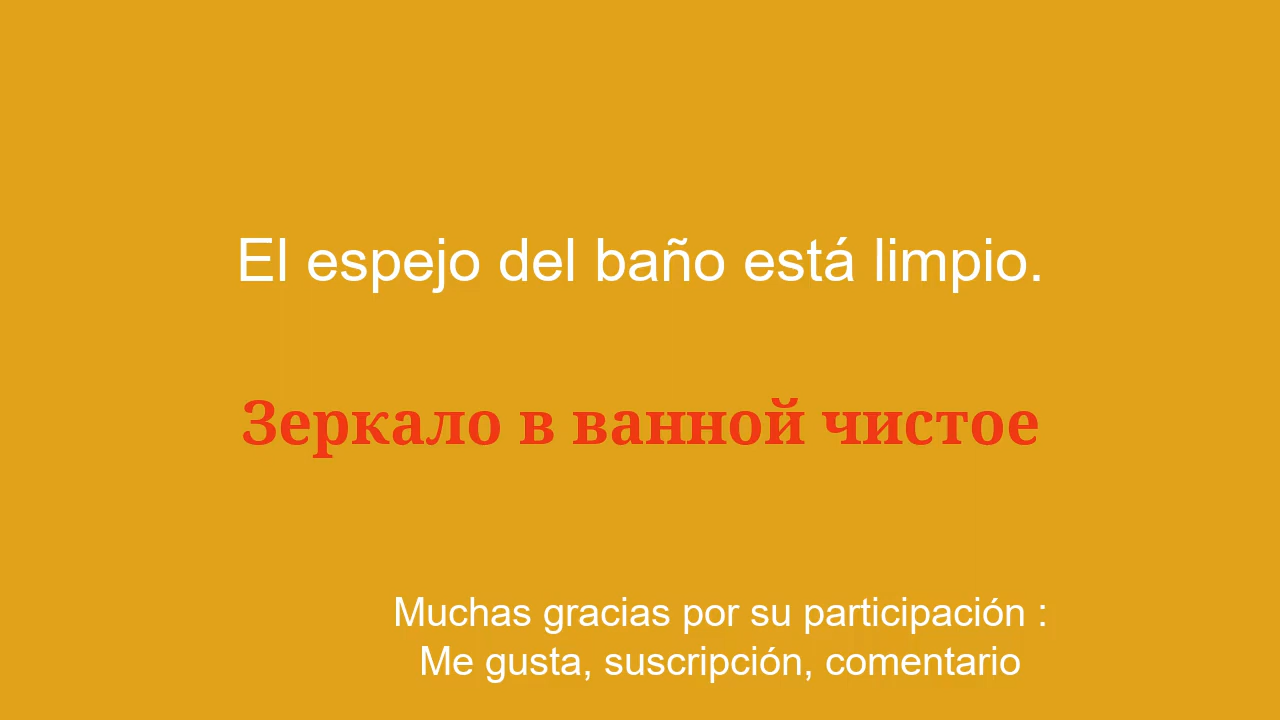 El espejo del baño está limpio.
Зеркало в ванной чистое
Muchas gracias por su participación :
Me gusta, suscripción, comentario